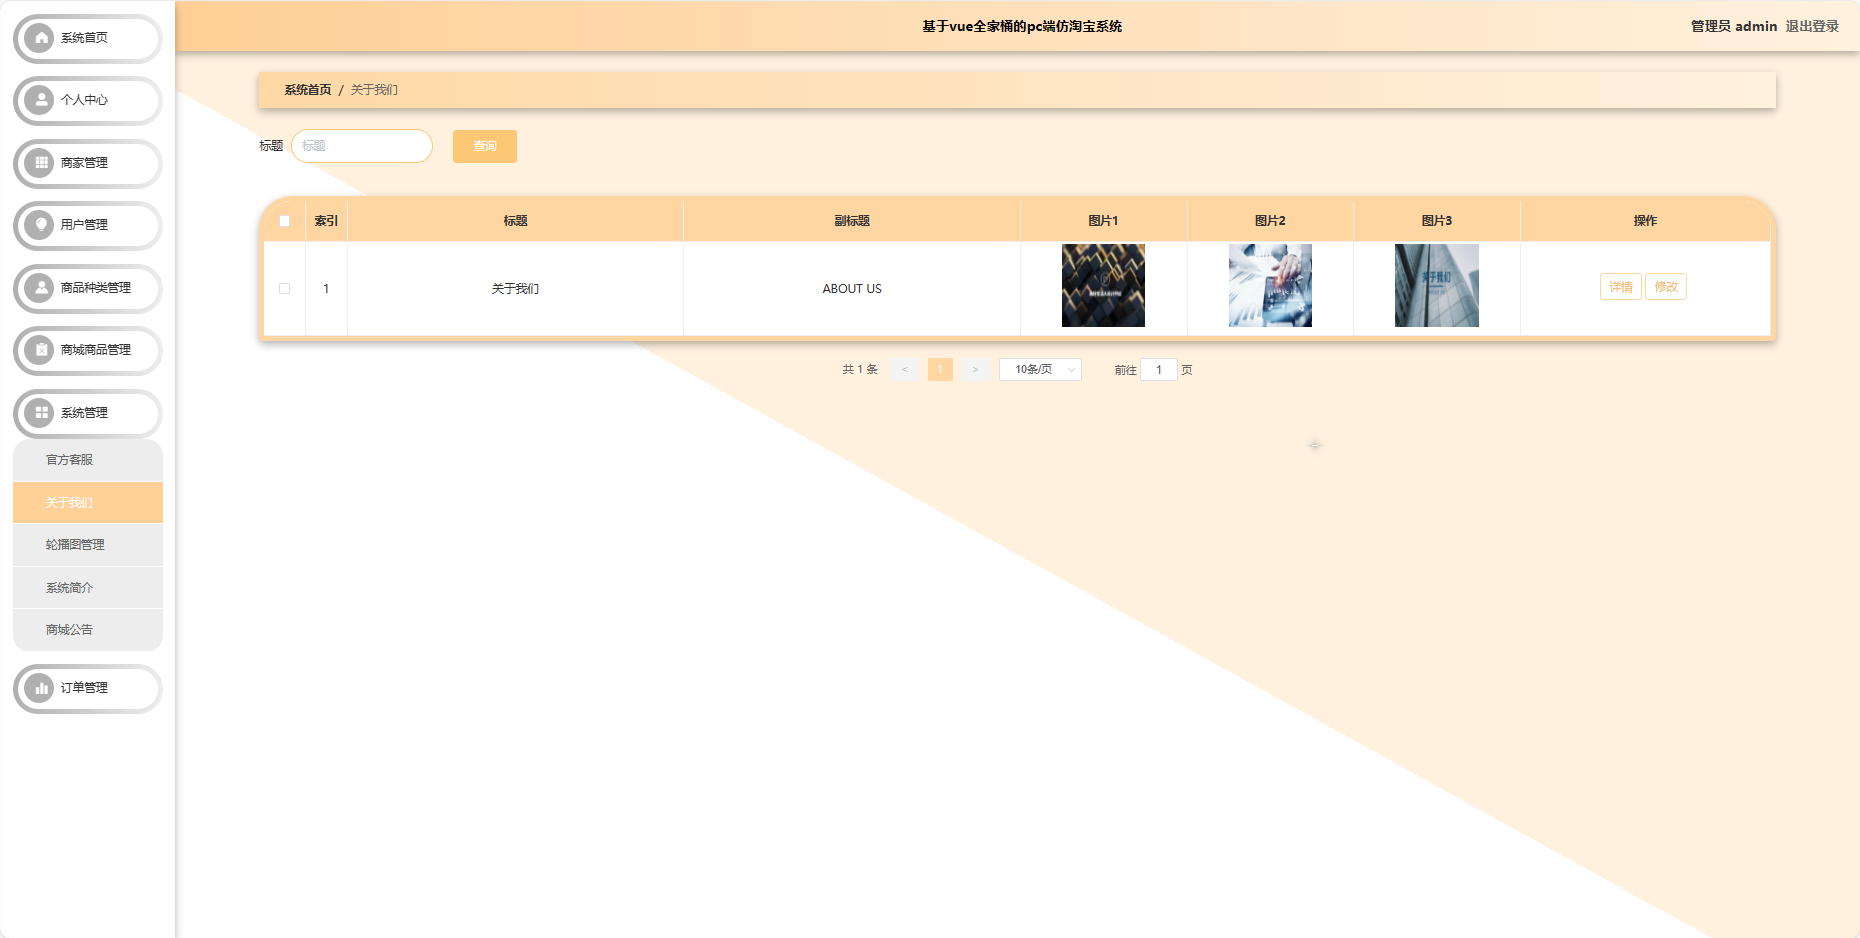 基于vue全家桶的pc端仿淘宝系统
管理员 admin 退出登录
系统首页
个人中心
商家管理
用户管理
商品种类管理
商城商品管理
系统管理
官方客服
关于我们
轮播图管理
系统简介
商城公告
订单管理
系统首页 / 关于我们
标题 标题 查询
索引 标题 副标题 图片1 图片2 图片3 操作
1 关于我们 ABOUT US 关于我们 详情 修改
共 1 条 < 1 > 10条/页 前往 1 页